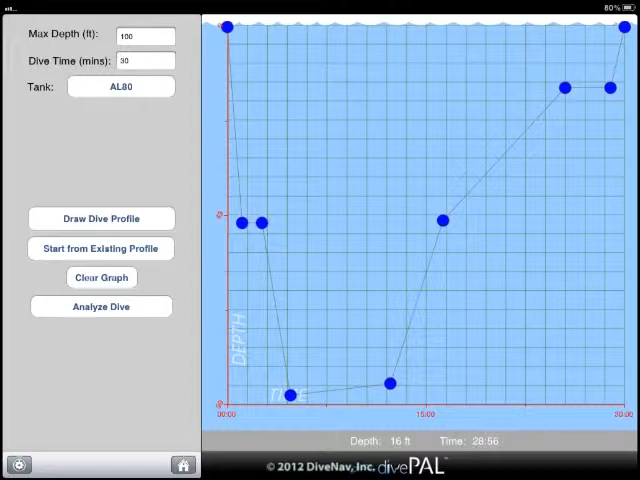 80%
Max Depth (ft): 100
Dive Time (mins): 30
Tank: AL80
Draw Dive Profile
Start from Existing Profile
Clear Graph
Analyze Dive
DEPTH
TIME
00:00 15:00 30:00
Depth: 16 ft Time: 28:56
© 2012 DiveNav, Inc. divePAL